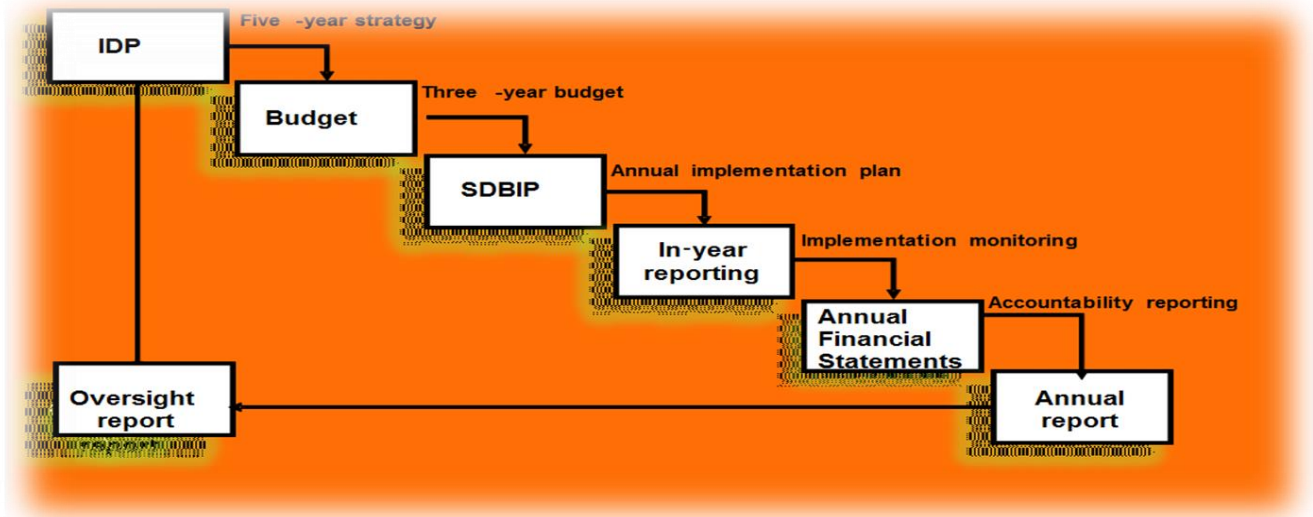 Five -year strategy
IDP
Three -year budget
Budget
Annual implementation plan
SDBIP
Implementation monitoring
In-year
reporting
Accountability reporting
Annual
Financial
Statements
Oversight
report
Annual
report